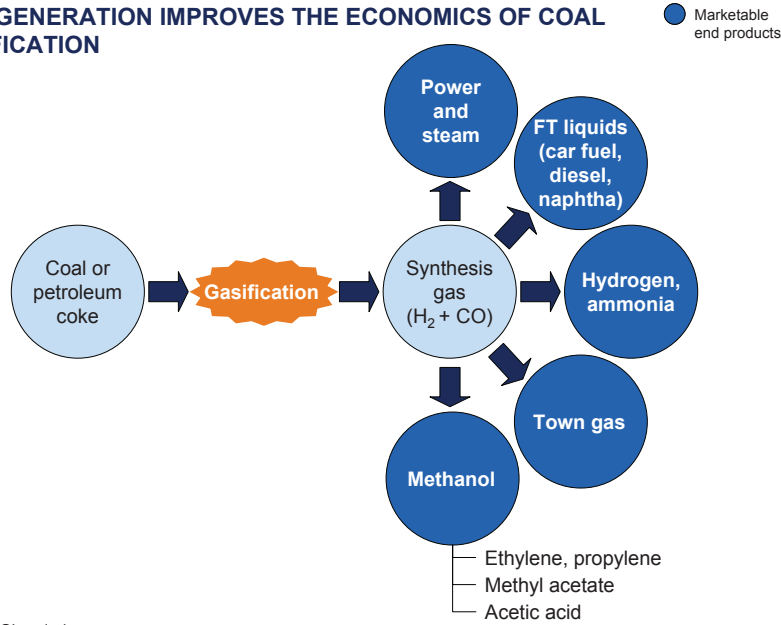 GENERATION IMPROVES THE ECONOMICS OF COAL
FICATION
Marketable
end products
Power
and
steam
FT liquids
(car fuel,
diesel,
naphtha)
Coal or
petroleum
coke
Gasification
Synthesis
gas
(H₂ + CO)
Hydrogen,
ammonia
Town gas
Methanol
Ethylene, propylene
Methyl acetate
Acetic acid